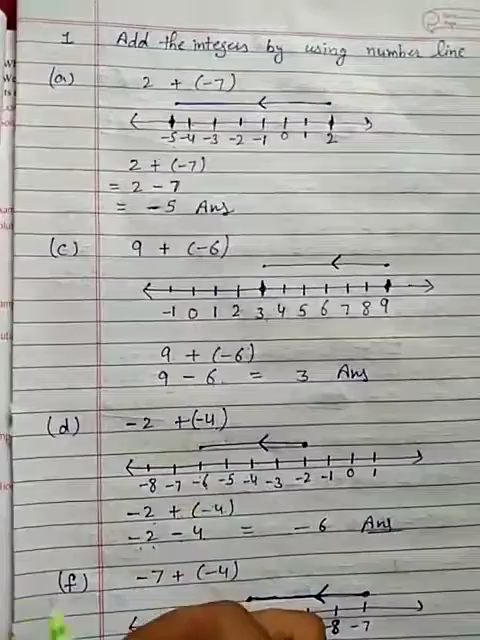 1 Add the integers by using number line
(a) 2 + (-7)
-5 -4 -3 -2 -1 0 1 2
2 + (-7)
= 2 - 7
= -5 Ans
(c) 9 + (-6)
-1 0 1 2 3 4 5 6 7 8 9
9 + (-6)
9 - 6 = 3 Ans
(d) -2 + (-4)
-8 -7 -6 -5 -4 -3 -2 -1 0 1
-2 + (-4)
-2 - 4 = -6 Ans
(f) -7 + (-4)
-8 -7